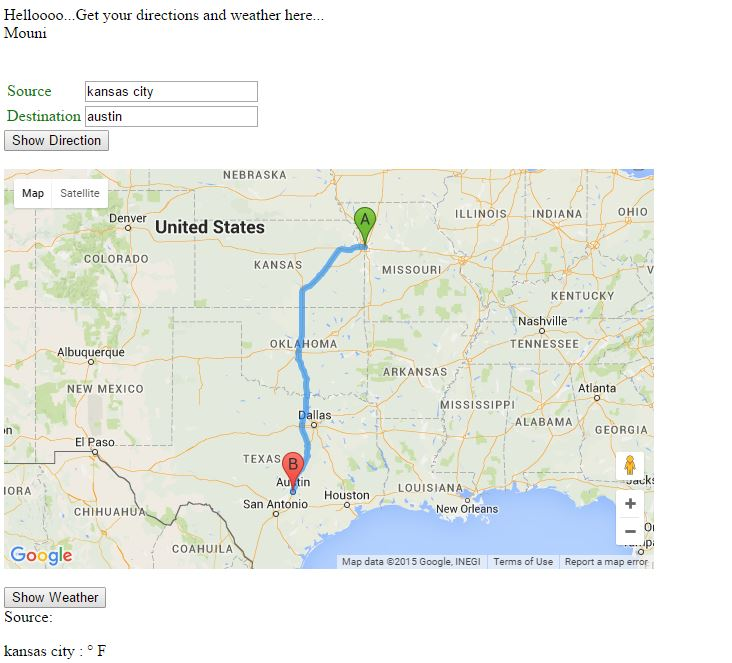 Helloooo...Get your directions and weather here...
Mouni
Source kansas city
Destination austin
Show Direction
NEBRASKA
Map Satellite
ILLINOIS INDIANA OHIO
A
Denver
United States
COLORADO
KANSAS
MISSOURI
KENTUCKY
Nashville
OKLAHOMA
TENNESSEE
Albuquerque
ARKANSAS
NEW MEXICO
Atlanta
MISSISSIPPI
Dallas
ALABAMA
GEORGIA
El Paso
TEXAS
B
Austin
LOUISIANA
Houston
San Antonio
New Orleans
CHIHUAHUA
+
−
COAHUILA
Google
Map data ©2015 Google, INEGI Terms of Use Report a map error
Show Weather
Source:
kansas city : ° F